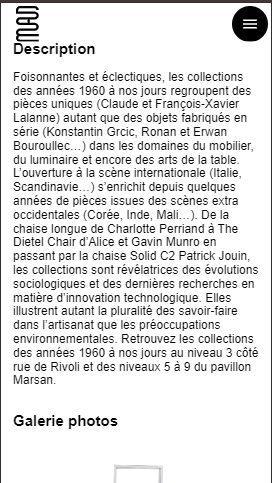 mad
Description
Foisonnantes et éclectiques, les collections
des années 1960 à nos jours regroupent des
pièces uniques (Claude et François-Xavier
Lalanne) autant que des objets fabriqués en
série (Konstantin Grcic, Ronan et Erwan
Bouroullec…) dans les domaines du mobilier,
du luminaire et encore des arts de la table.
L’ouverture à la scène internationale (Italie,
Scandinavie…) s’enrichit depuis quelques
années de pièces issues des scènes extra
occidentales (Corée, Inde, Mali…). De la
chaise longue de Charlotte Perriand à The
Dietel Chair d’Alice et Gavin Munro en
passant par la chaise Solid C2 Patrick Jouin,
les collections sont révélatrices des évolutions
sociologiques et des dernières recherches en
matière d’innovation technologique. Elles
illustrent autant la pluralité des savoir-faire
dans l’artisanat que les préoccupations
environnementales. Retrouvez les collections
des années 1960 à nos jours au niveau 3 côté
rue de Rivoli et des niveaux 5 à 9 du pavillon
Marsan.
Galerie photos